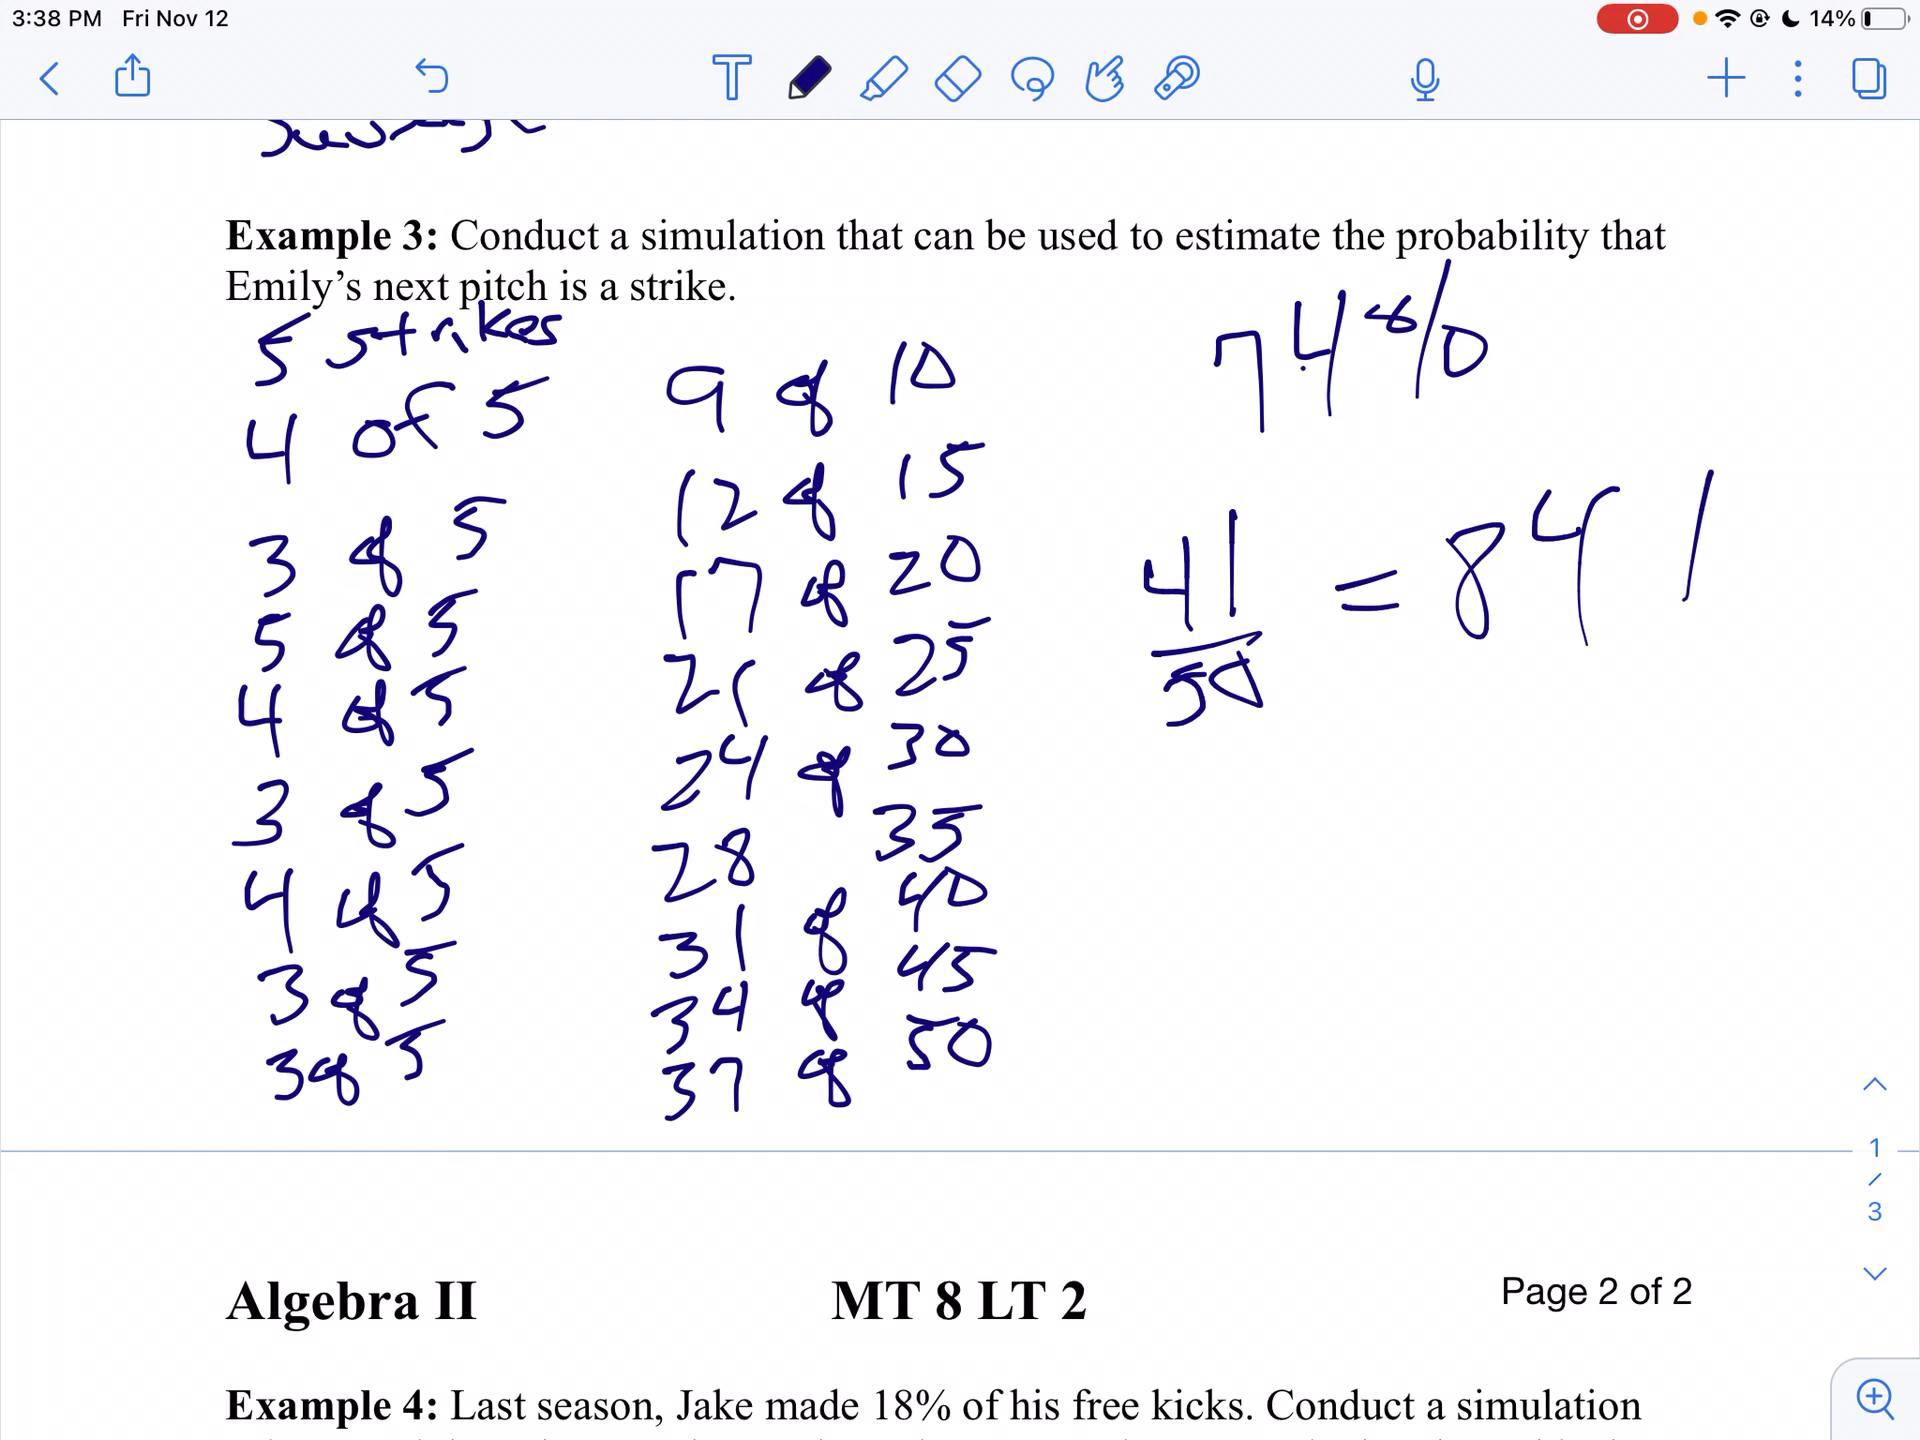 3:38 PM Fri Nov 12
14%
T
Example 3: Conduct a simulation that can be used to estimate the probability that
Emily’s next pitch is a strike.
5 strikes
4 of 5
3 of 5
5 of 5
4 of 5
3 of 5
4 of 5
3 of 5
3 of 5
9 of 10
12 of 15
17 of 20
21 of 25
24 of 30
28 35
31 of 40
34 of 45
37 of 50
74%
41/50 = 84 /
1
/
3
Algebra II MT 8 LT 2 Page 2 of 2
Example 4: Last season, Jake made 18% of his free kicks. Conduct a simulation